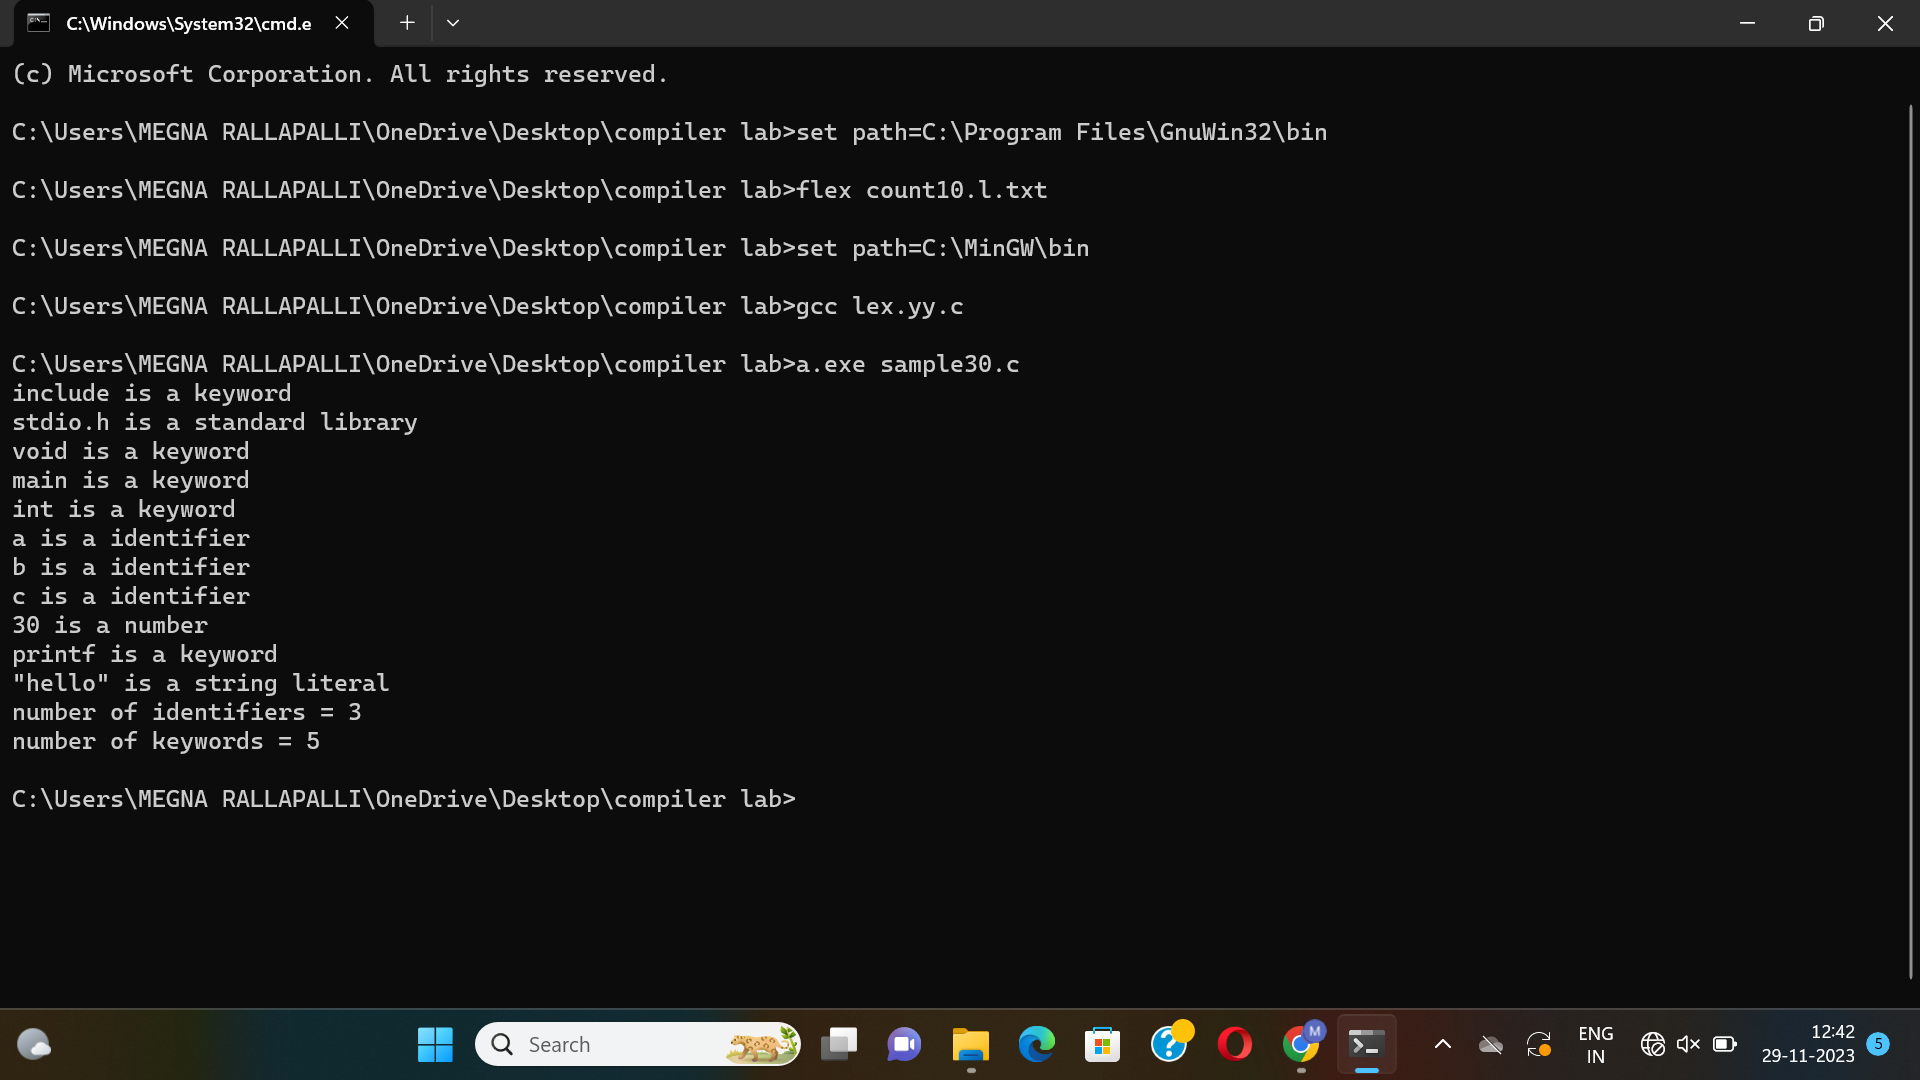 C:\Windows\System32\cmd.e
(c) Microsoft Corporation. All rights reserved.
C:\Users\MEGNA RALLAPALLI\OneDrive\Desktop\compiler lab>set path=C:\Program Files\GnuWin32\bin
C:\Users\MEGNA RALLAPALLI\OneDrive\Desktop\compiler lab>flex count10.l.txt
C:\Users\MEGNA RALLAPALLI\OneDrive\Desktop\compiler lab>set path=C:\MinGW\bin
C:\Users\MEGNA RALLAPALLI\OneDrive\Desktop\compiler lab>gcc lex.yy.c
C:\Users\MEGNA RALLAPALLI\OneDrive\Desktop\compiler lab>a.exe sample30.c
include is a keyword
stdio.h is a standard library
void is a keyword
main is a keyword
int is a keyword
a is a identifier
b is a identifier
c is a identifier
30 is a number
printf is a keyword
"hello" is a string literal
number of identifiers = 3
number of keywords = 5
C:\Users\MEGNA RALLAPALLI\OneDrive\Desktop\compiler lab>
Search
M
ENG
IN
12:42
29-11-2023
5